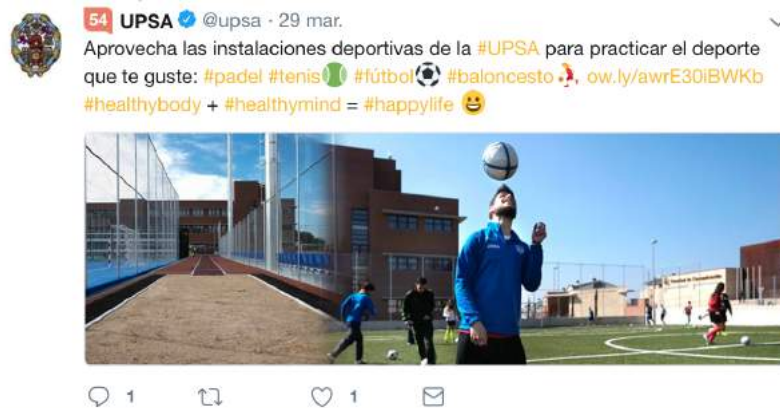 54 UPSA @upsa · 29 mar.
Aprovecha las instalaciones deportivas de la #UPSA para practicar el deporte
que te guste: #padel #tenis #fútbol #baloncesto, ow.ly/awrE30iBWKb
#healthybody + #healthymind = #happylife
1 1